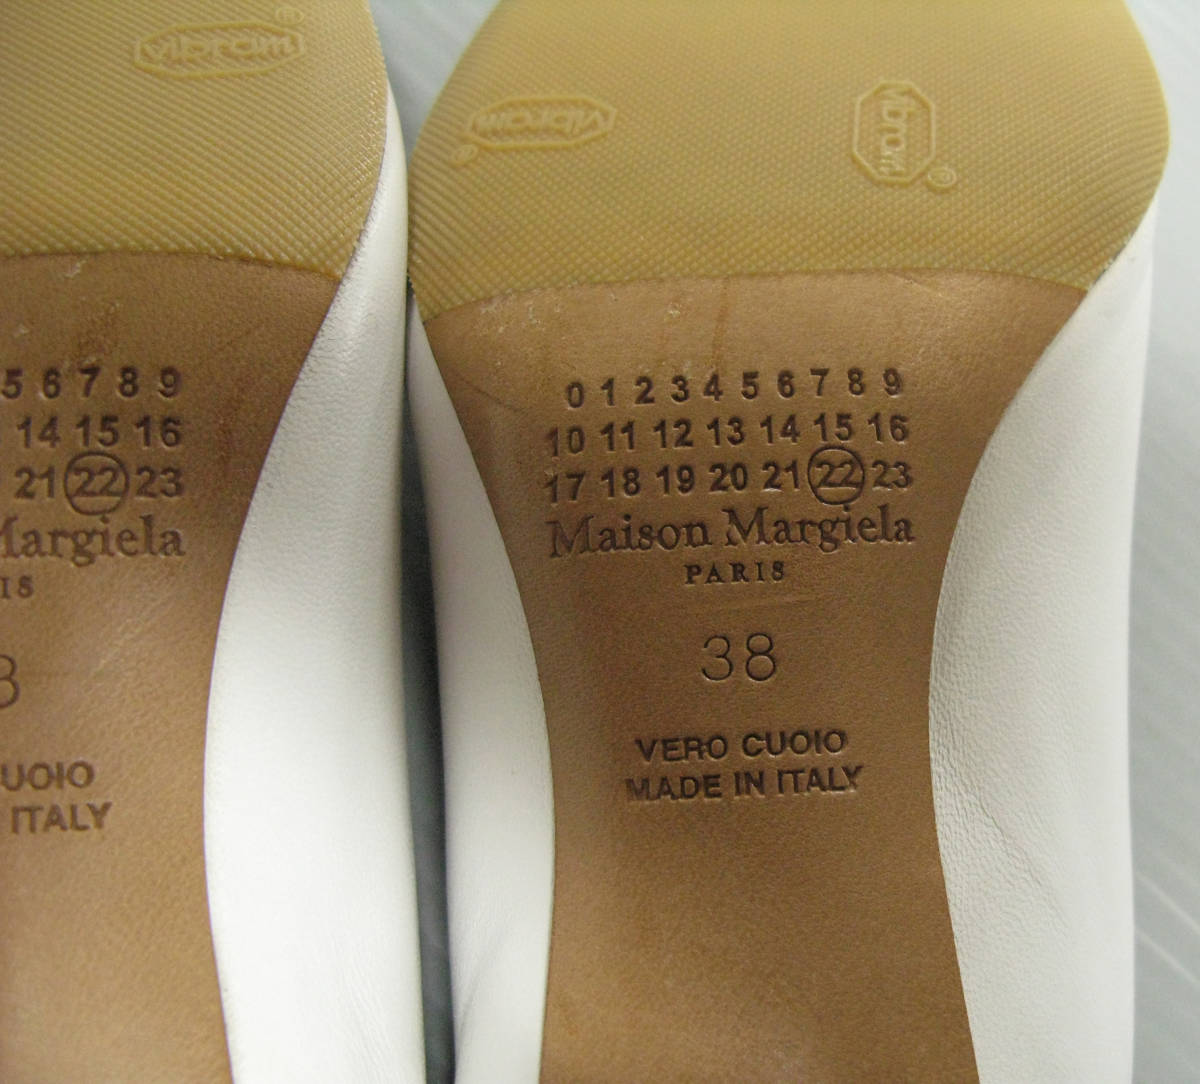 vibram®
5 6 7 8 9
14 15 16
21 22 23
Margiela
IS
8
UOIO
ITALY
vibram®
vibram®
0 1 2 3 4 5 6 7 8 9
10 11 12 13 14 15 16
17 18 19 20 21 22 23
Maison Margiela
PARIS
38
VERO CUOIO
MADE IN ITALY